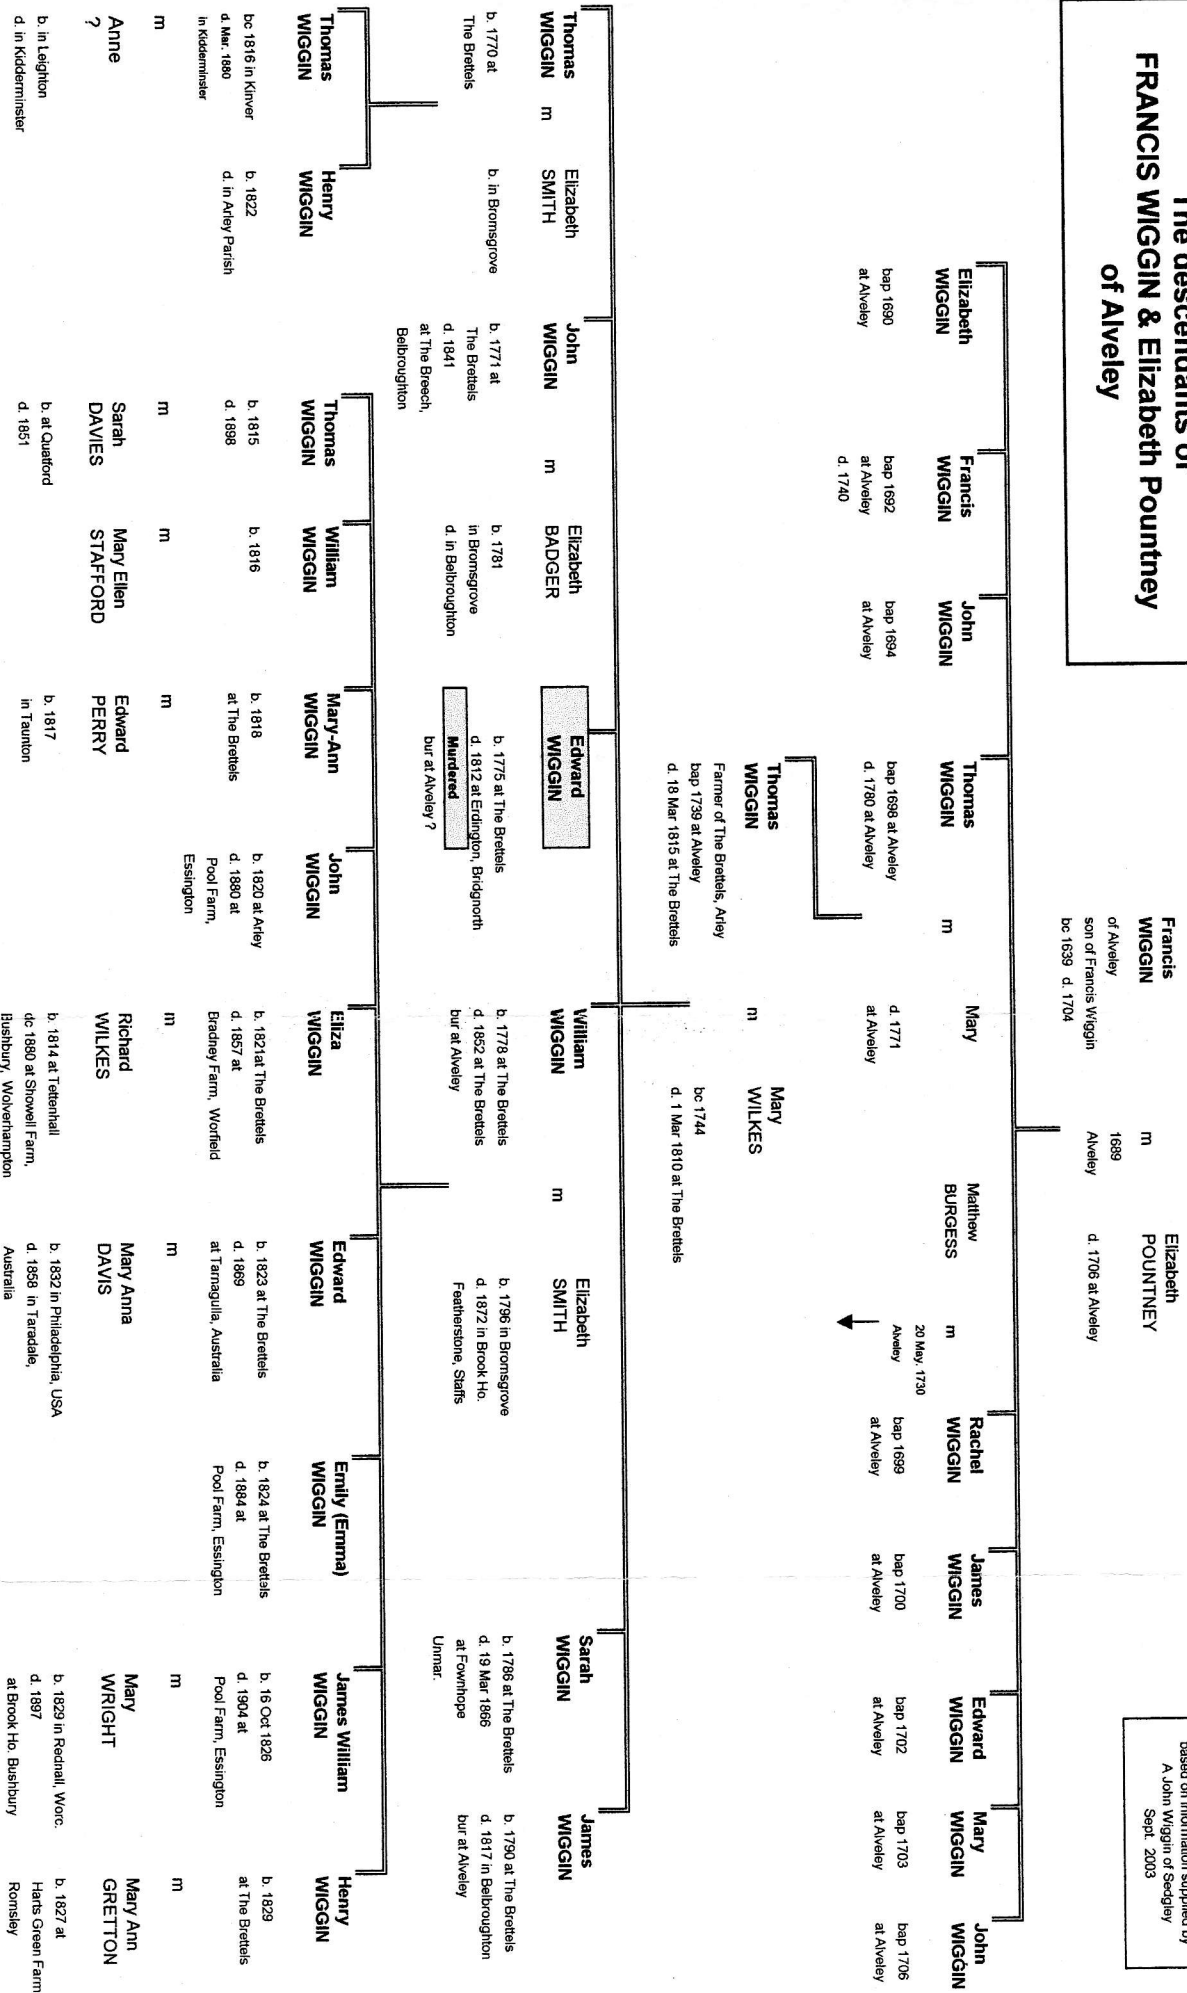 The descendants of
FRANCIS WIGGIN & Elizabeth Pountney
of Alveley
based on information supplied by
A John Wiggin of Sedgley
Sept. 2003
Francis
WIGGIN
of Alveley
son of Francis Wiggin
bc 1639 d. 1704
m
1689
Alveley
Elizabeth
POUNTNEY
d. 1706 at Alveley
Elizabeth
WIGGIN
bap 1690
at Alveley
Francis
WIGGIN
bap 1692
at Alveley
d. 1740
John
WIGGIN
bap 1694
at Alveley
Thomas
WIGGIN
bap 1698 at Alveley
d. 1780 at Alveley
m
Mary
d. 1771
at Alveley
Matthew
BURGESS
m
20 May. 1730
Alveley
Rachel
WIGGIN
bap 1699
at Alveley
James
WIGGIN
bap 1700
at Alveley
Edward
WIGGIN
bap 1702
at Alveley
Mary
WIGGIN
bap 1703
at Alveley
John
WIGGIN
bap 1706
at Alveley
Thomas
WIGGIN
Farmer of The Brettels, Arley
bap 1739 at Alveley
d. 18 Mar 1815 at The Brettels
m
Mary
WILKES
bc 1744
d. 1 Mar 1810 at The Brettels
Thomas
WIGGIN
b. 1770 at
The Brettels
m
Elizabeth
SMITH
b. in Bromsgrove
John
WIGGIN
b. 1771 at
The Brettels
d. 1841
at The Breech,
Belbroughton
m
Elizabeth
BADGER
b. 1781
in Bromsgrove
d. in Belbroughton
Edward
WIGGIN
b. 1775 at The Brettels
d. 1812 at Erdington, Bridgnorth
Murdered
bur at Alveley ?
William
WIGGIN
b. 1778 at The Brettels
d. 1852 at The Brettels
bur at Alveley
m
Elizabeth
SMITH
b. 1796 in Bromsgrove
d. 1872 in Brook Ho.
Featherstone, Staffs
Sarah
WIGGIN
b. 1786 at The Brettels
d. 19 Mar 1866
at Fownhope
Unmar.
James
WIGGIN
b. 1790 at The Brettels
d. 1817 in Belbroughton
bur at Alveley
Thomas
WIGGIN
bc 1816 in Kinver
d. Mar. 1880
in Kidderminster
m
Anne
?
b. in Leighton
d. in Kidderminster
Henry
WIGGIN
b. 1822
d. in Arley Parish
Thomas
WIGGIN
b. 1815
d. 1898
m
Sarah
DAVIES
b. at Quatford
d. 1851
William
WIGGIN
b. 1816
m
Mary Ellen
STAFFORD
Mary-Ann
WIGGIN
b. 1818
at The Brettels
m
Edward
PERRY
b. 1817
in Taunton
John
WIGGIN
b. 1820 at Arley
d. 1880 at
Pool Farm,
Essington
Eliza
WIGGIN
b. 1821at The Brettels
d. 1857 at
Bradney Farm, Worfield
m
Richard
WILKES
b. 1814 at Tettenhall
dc 1880 at Showell Farm,
Bushbury, Wolverhampton
Edward
WIGGIN
b. 1823 at The Brettels
d. 1869
at Tarnagulla, Australia
m
Mary Anna
DAVIS
b. 1832 in Philadelphia, USA
d. 1858 in Taradale,
Australia
Emily (Emma)
WIGGIN
b. 1824 at The Brettels
d. 1884 at
Pool Farm, Essington
James William
WIGGIN
b. 16 Oct 1826
d. 1904 at
Pool Farm, Essington
m
Mary
WRIGHT
b. 1829 in Rednall, Worc.
d. 1897
at Brook Ho. Bushbury
Henry
WIGGIN
b. 1829
at The Brettels
m
Mary Ann
GRETTON
b. 1827 at
Harts Green Farm
Romsley